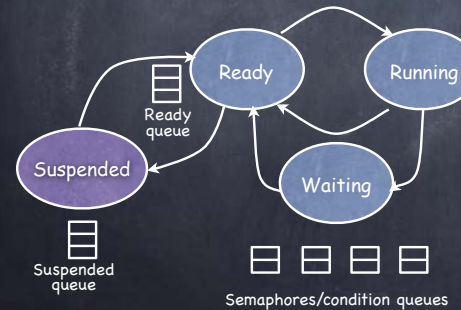 Ready
Running
Ready
queue
Suspended
Waiting
Suspended
queue
Semaphores/condition queues